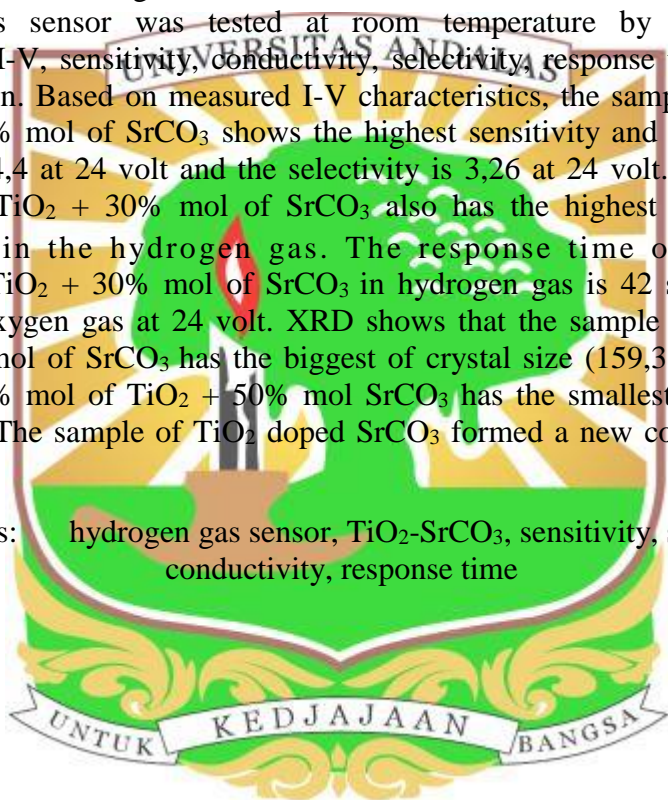 s sensor was tested at room temperature by
UNIVERSITAS ANDALAS
I-V, sensitivity, conductivity, selectivity, response
n. Based on measured I-V characteristics, the samp
% mol of SrCO₃ shows the highest sensitivity and
4,4 at 24 volt and the selectivity is 3,26 at 24 volt.
TiO₂ + 30% mol of SrCO₃ also has the highest
in the hydrogen gas. The response time o
TiO₂ + 30% mol of SrCO₃ in hydrogen gas is 42 s
xygen gas at 24 volt. XRD shows that the sample
mol of SrCO₃ has the biggest of crystal size (159,3
% mol of TiO₂ + 50% mol SrCO₃ has the smallest
The sample of TiO₂ doped SrCO₃ formed a new co
s: hydrogen gas sensor, TiO₂-SrCO₃, sensitivity, s
conductivity, response time
UNTUK KEDJAJAAN BANGSA